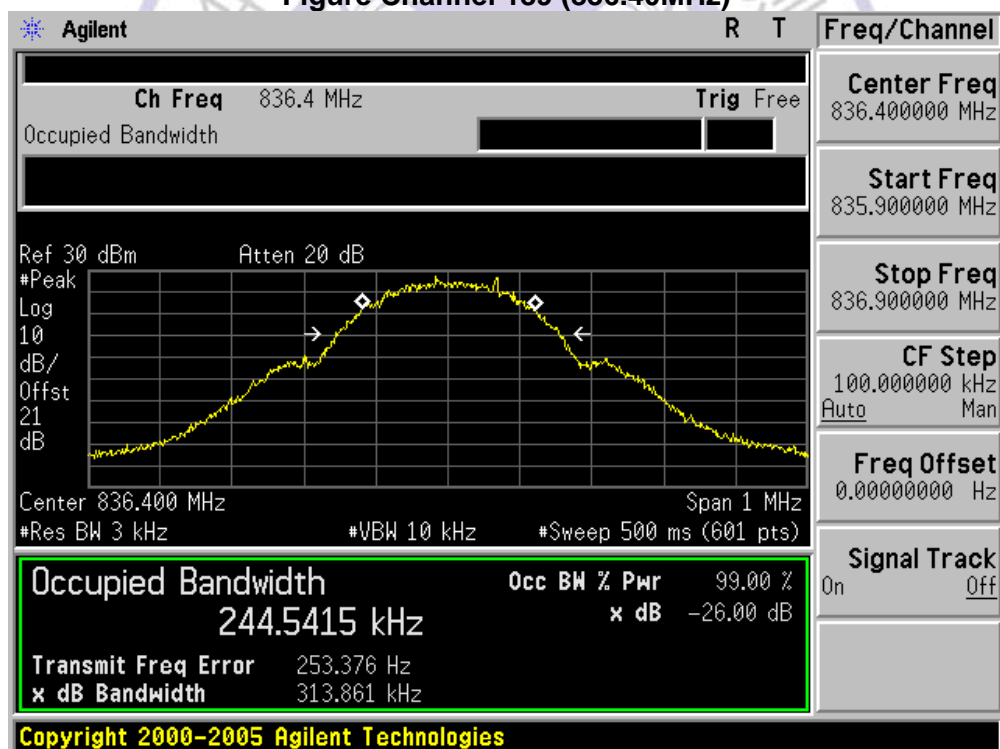 Figure Channel 189 (836.40MHz)
Agilent R T Freq/Channel
Ch Freq 836.4 MHz Trig Free
Occupied Bandwidth
Center Freq
836.400000 MHz
Start Freq
835.900000 MHz
Stop Freq
836.900000 MHz
CF Step
100.000000 kHz
Auto Man
Freq Offset
0.00000000 Hz
Signal Track
On Off
Ref 30 dBm Atten 20 dB
#Peak
Log
10
dB/
Offst
21
dB
Center 836.400 MHz Span 1 MHz
#Res BW 3 kHz #VBW 10 kHz #Sweep 500 ms (601 pts)
Occupied Bandwidth Occ BW % Pwr 99.00 %
244.5415 kHz x dB -26.00 dB
Transmit Freq Error 253.376 Hz
x dB Bandwidth 313.861 kHz
Copyright 2000-2005 Agilent Technologies